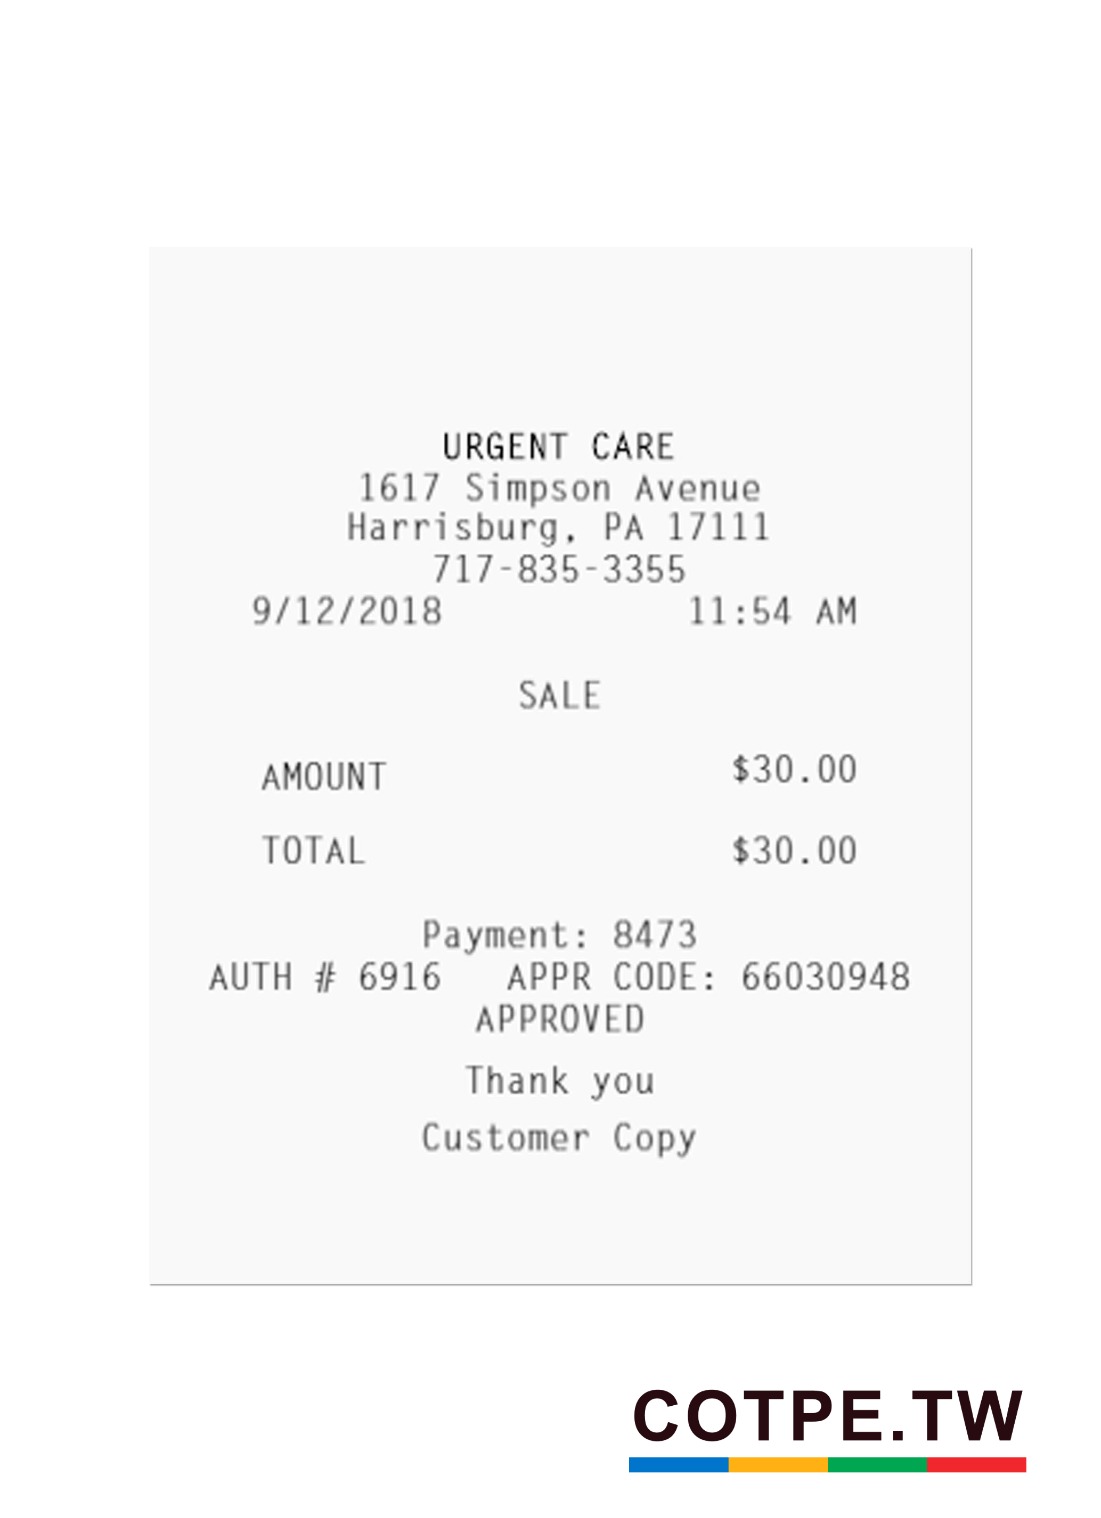 URGENT CARE
1617 Simpson Avenue
Harrisburg, PA 17111
717-835-3355
9/12/2018 11:54 AM
SALE
AMOUNT $30.00
TOTAL $30.00
Payment: 8473
AUTH # 6916 APPR CODE: 66030948
APPROVED
Thank you
Customer Copy
COTPE.TW